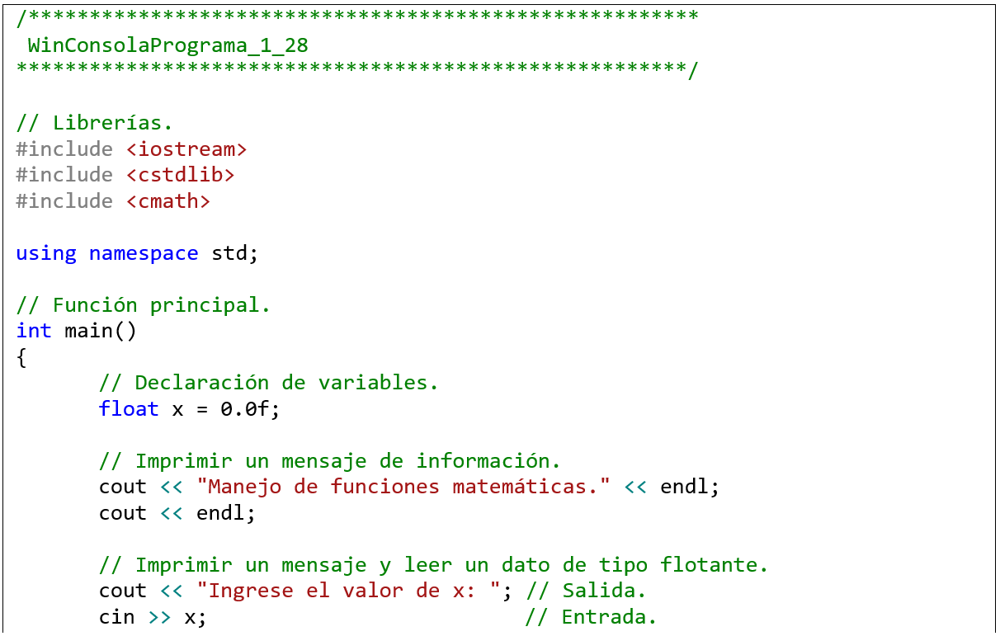 /*******************************************************
 WinConsolaPrograma_1_28
*******************************************************/

// Librerías.
#include <iostream>
#include <cstdlib>
#include <cmath>

using namespace std;

// Función principal.
int main()
{
	// Declaración de variables.
	float x = 0.0f;

	// Imprimir un mensaje de información.
	cout << "Manejo de funciones matemáticas." << endl;
	cout << endl;

	// Imprimir un mensaje y leer un dato de tipo flotante.
	cout << "Ingrese el valor de x: "; // Salida.
	cin >> x;                          // Entrada.